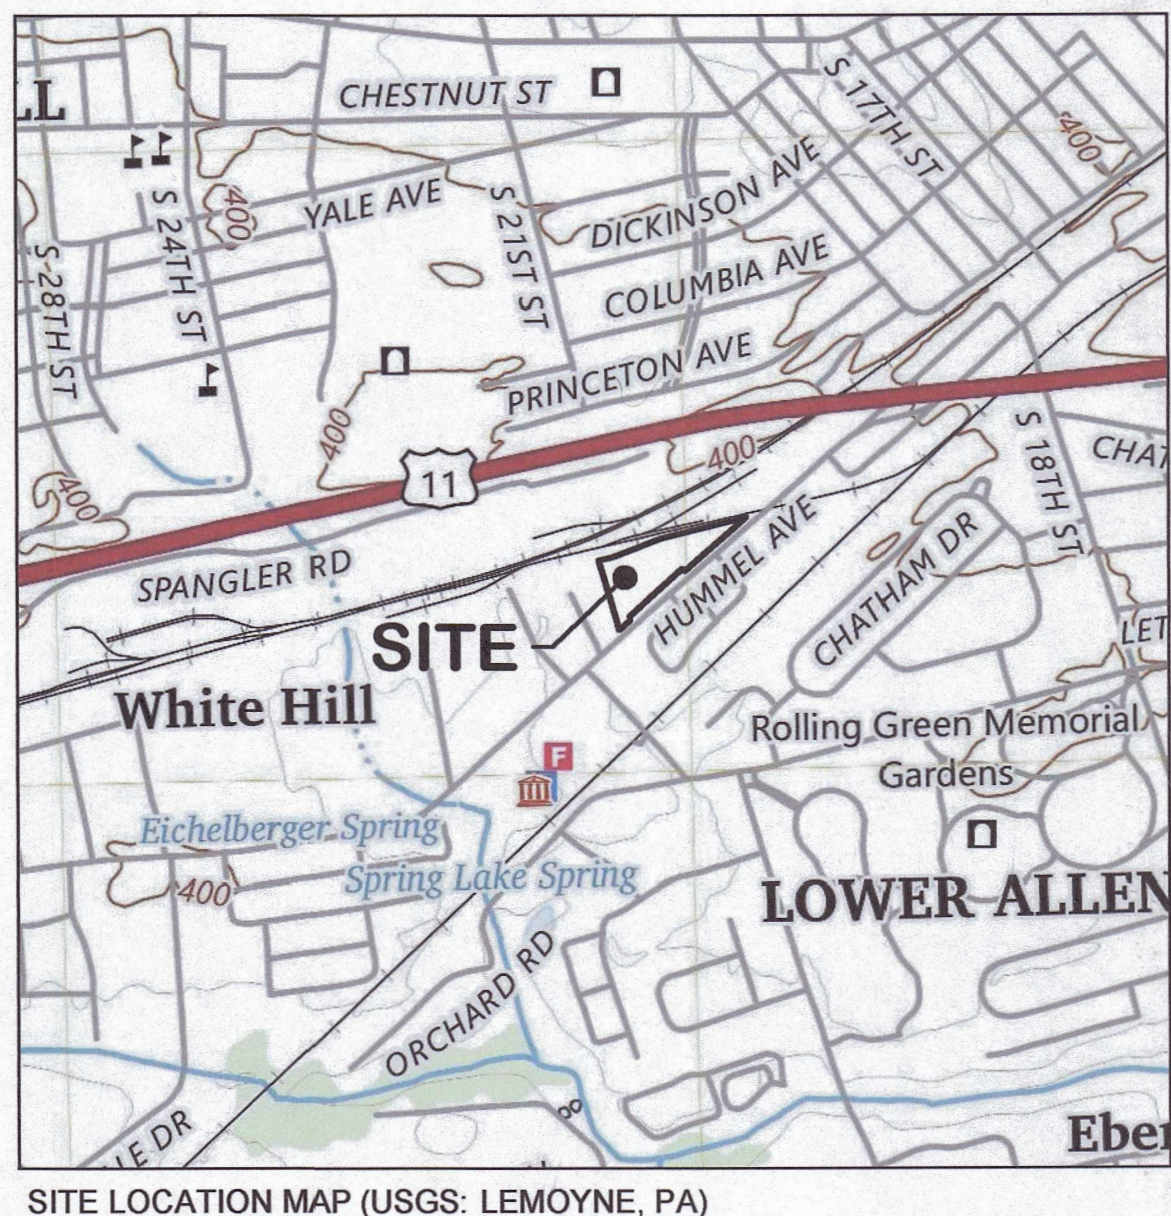 LL
CHESTNUT ST
S 17TH ST
400
DICKINSON AVE
YALE AVE
400
S 24TH ST
S 21ST ST
S 28TH ST
COLUMBIA AVE
PRINCETON AVE
400
400
400
11
S 18TH ST
CHAT
HUMMEL AVE
CHATHAM DR
SPANGLER RD
SITE
LET
White Hill
Rolling Green Memorial
Gardens
F
Eichelberger Spring
Spring Lake Spring
400
LOWER ALLEN
ORCHARD RD
LE DR
Eber
SITE LOCATION MAP (USGS: LEMOYNE, PA)